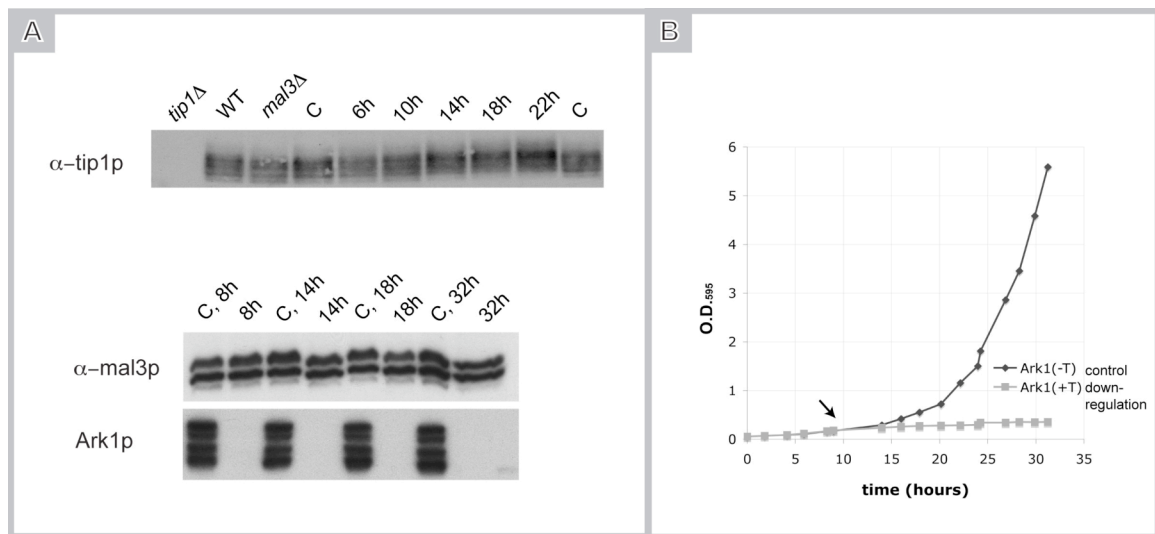 A
tip1Δ WT mal3Δ C 6h 10h 14h 18h 22h C
α–tip1p
C, 8h 8h C, 14h 14h C, 18h 18h C, 32h 32h
α–mal3p
Ark1p
B
6
5
4
3
2
1
0
O.D.595
0 5 10 15 20 25 30 35
time (hours)
Ark1(-T) control
Ark1(+T) down-
regulation